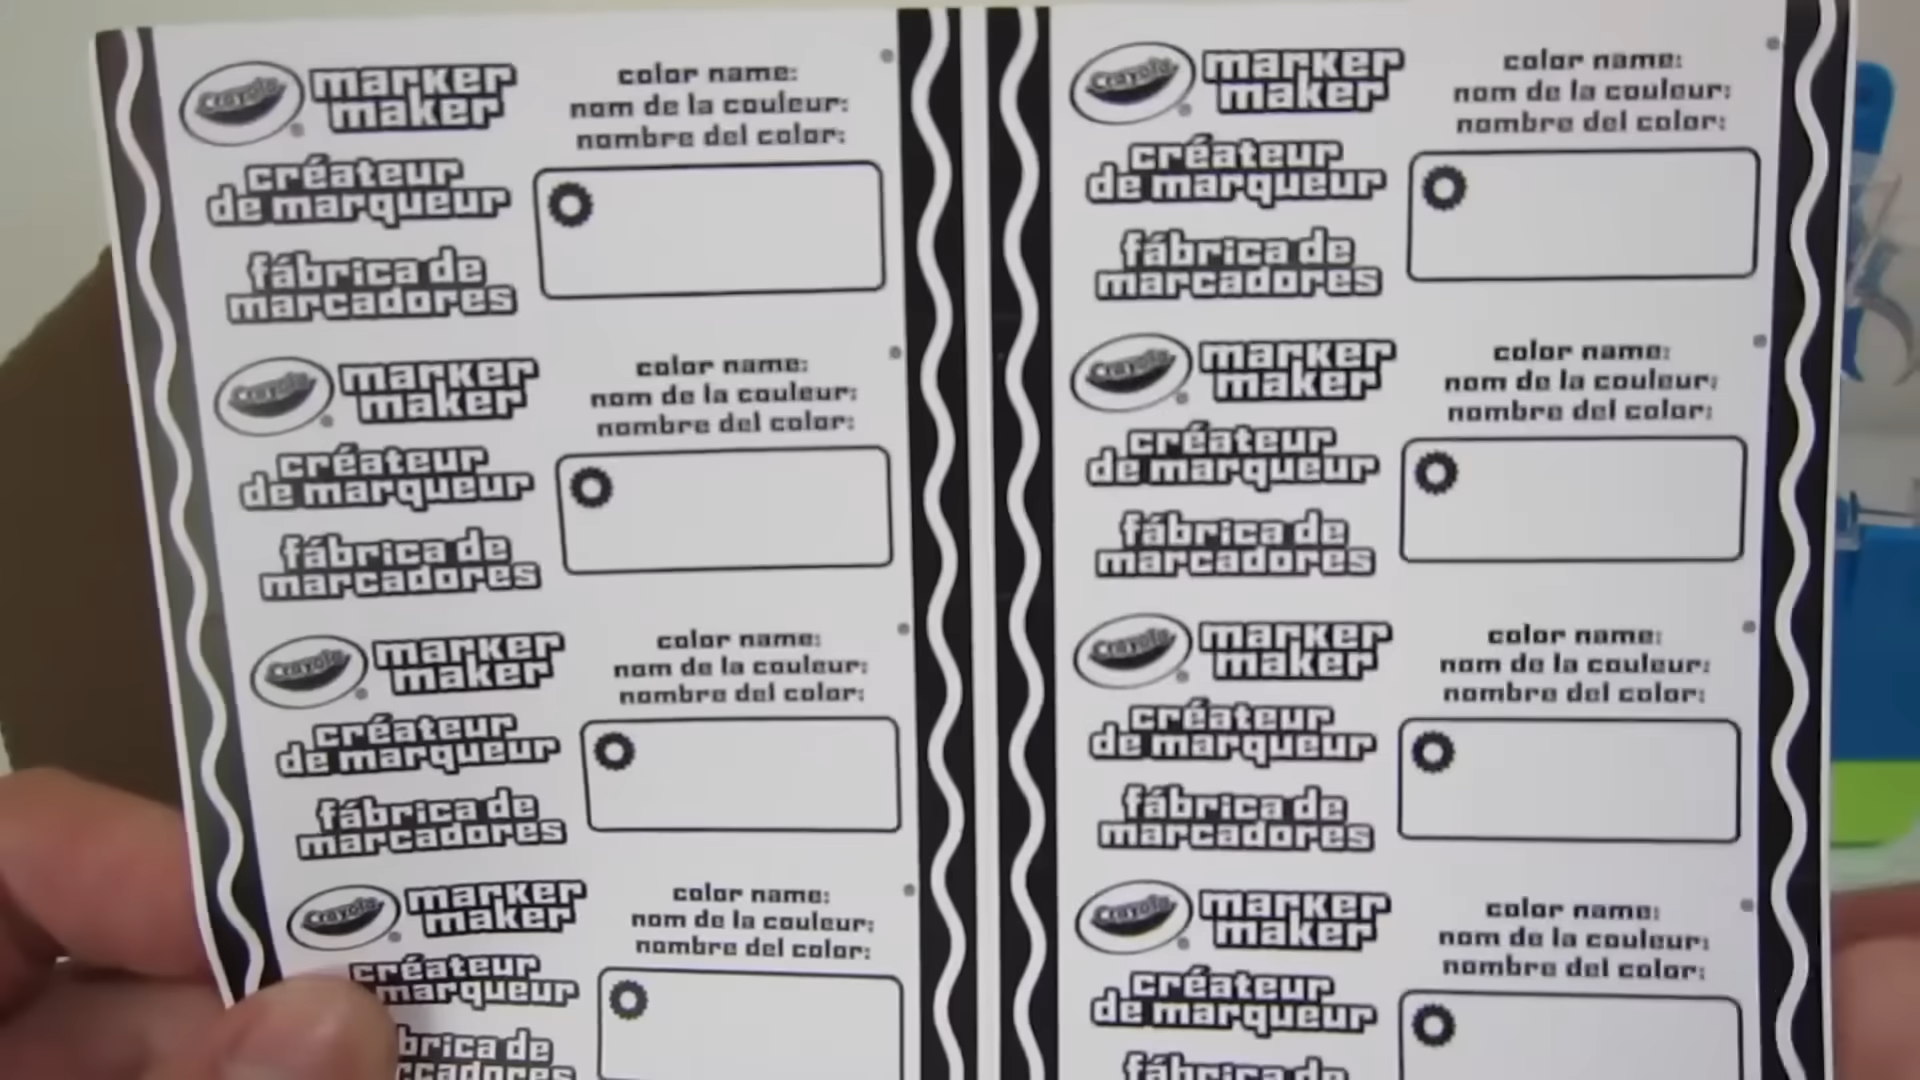 Crayola
marker
maker
créateur
de marqueur
fábrica de
marcadores
color name:
nom de la couleur:
nombre del color:
Crayola
marker
maker
créateur
de marqueur
fábrica de
marcadores
color name:
nom de la couleur:
nombre del color:
Crayola
marker
maker
créateur
de marqueur
fábrica de
marcadores
color name:
nom de la couleur:
nombre del color:
Crayola
marker
maker
créateur
de marqueur
fábrica de
marcadores
color name:
nom de la couleur:
nombre del color:
Crayola
marker
maker
créateur
de marqueur
fábrica de
marcadores
color name:
nom de la couleur:
nombre del color:
Crayola
marker
maker
créateur
de marqueur
fábrica de
marcadores
color name:
nom de la couleur:
nombre del color:
Crayola
marker
maker
créateur
marqueur
brica de
rcadores
color name:
nom de la couleur:
nombre del color:
Crayola
marker
maker
créateur
de marqueur
fábrica de
color name:
nom de la couleur:
nombre del color: